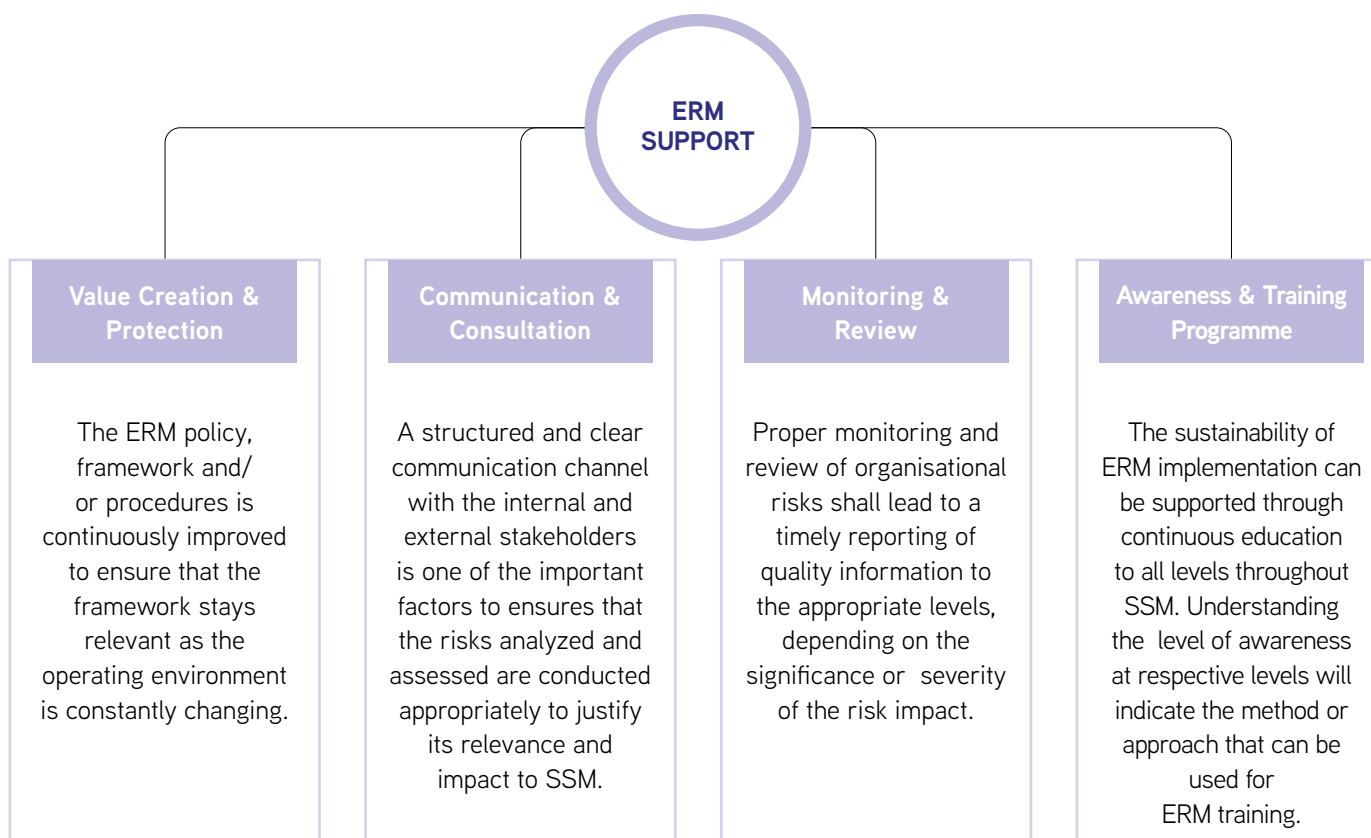 ERM
SUPPORT
Value Creation &
Protection
The ERM policy,
framework and/
or procedures is
continuously improved
to ensure that the
framework stays
relevant as the
operating environment
is constantly changing.
Communication &
Consultation
A structured and clear
communication channel
with the internal and
external stakeholders
is one of the important
factors to ensures that
the risks analyzed and
assessed are conducted
appropriately to justify
its relevance and
impact to SSM.
Monitoring &
Review
Proper monitoring and
review of organisational
risks shall lead to a
timely reporting of
quality information to
the appropriate levels,
depending on the
significance or severity
of the risk impact.
Awareness & Training
Programme
The sustainability of
ERM implementation can
be supported through
continuous education
to all levels throughout
SSM. Understanding
the level of awareness
at respective levels will
indicate the method or
approach that can be
used for
ERM training.